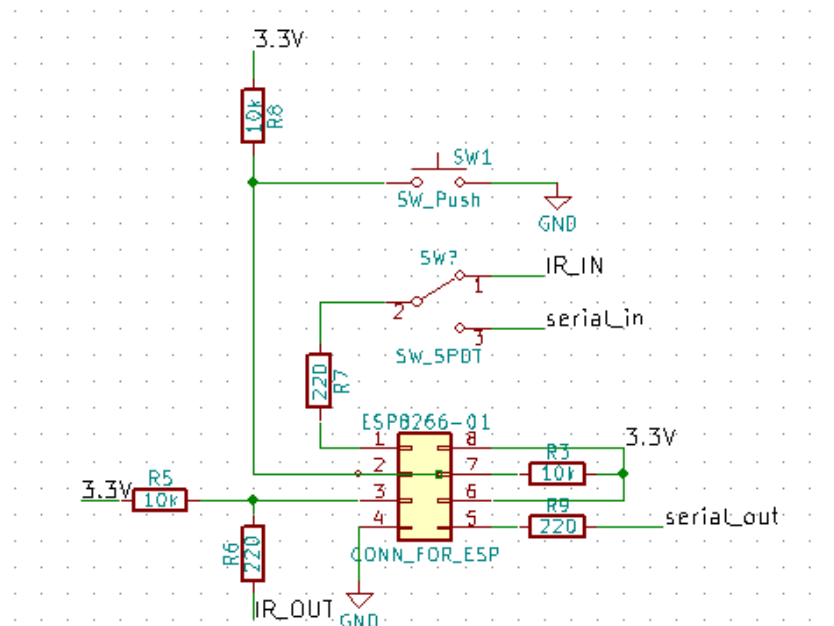 3.3V
10k
R8
SW1
SW_Push
GND
SW?
IR_IN
1
2
serial_in
3
SW_SPDT
220
R7
ESP8266-01
1
8
3.3V
2
7
R3
10k
R5
3.3V
10k
3
6
R9
4
5
220
serial_out
R6
220
CONN_FOR_ESP
IR_OUT
GND